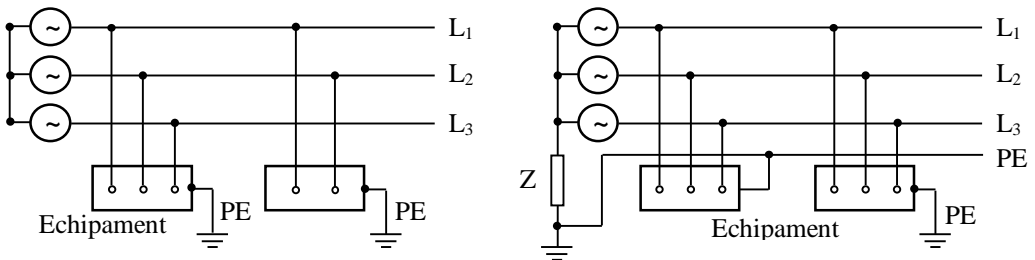 ~ L₁
~ L₂
~ L₃
Echipament PE PE
~ L₁
~ L₂
~ L₃
PE
Z
Echipament PE